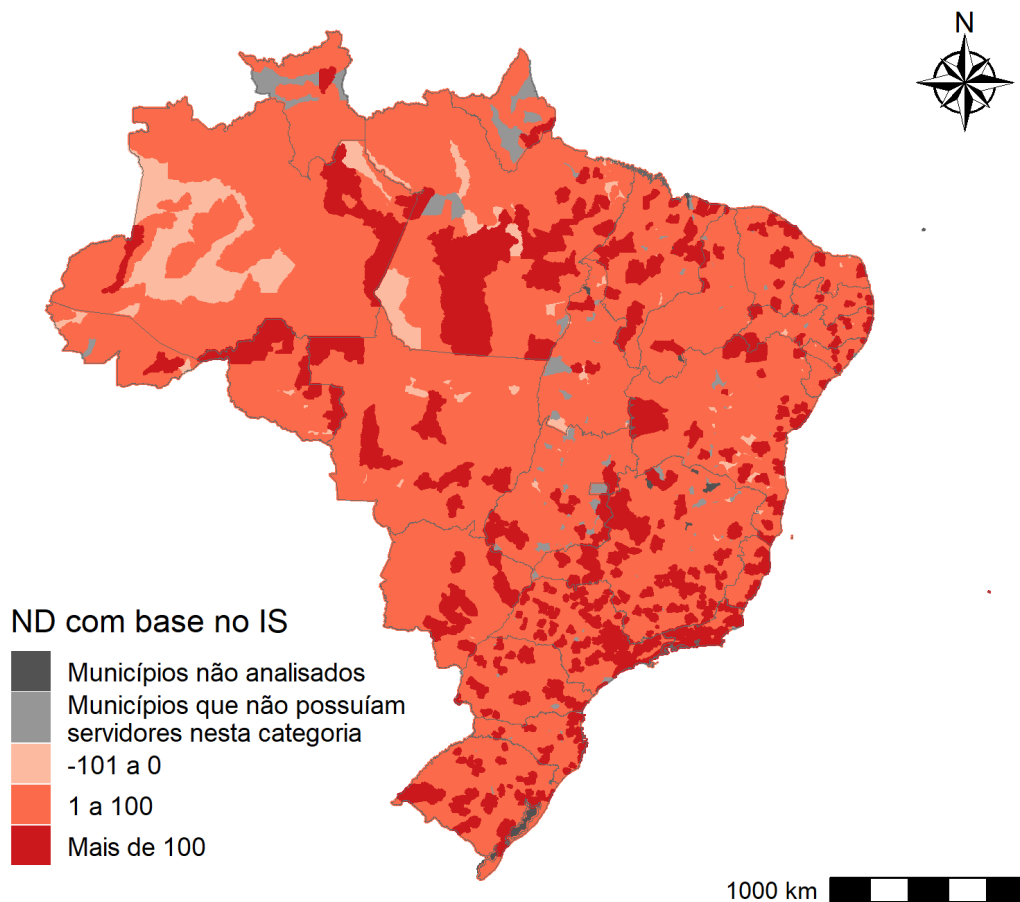 N
ND com base no IS
Municípios não analisados
Municípios que não possuíam
servidores nesta categoria
-101 a 0
1 a 100
Mais de 100
1000 km